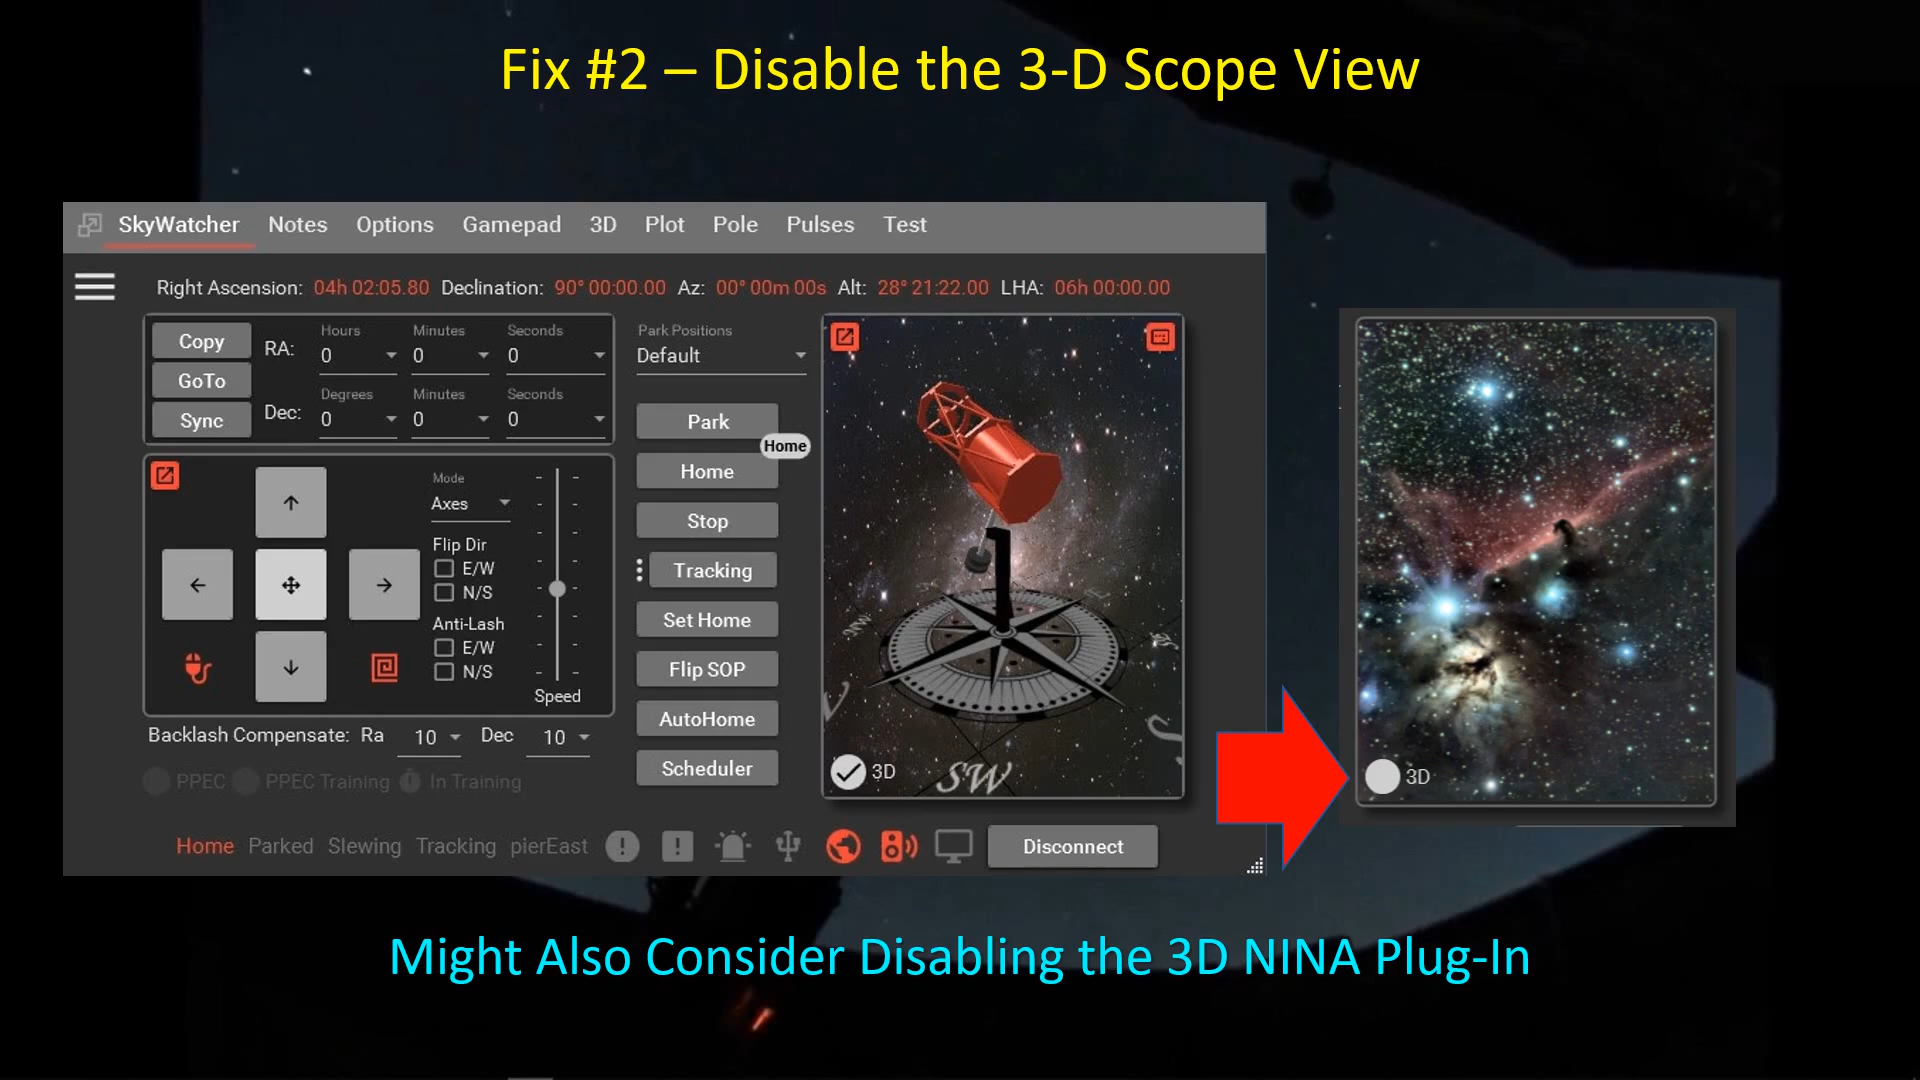 Fix #2 – Disable the 3-D Scope View
SkyWatcher Notes Options Gamepad 3D Plot Pole Pulses Test
Right Ascension: 04h 02:05.80 Declination: 90° 00:00.00 Az: 00° 00m 00s Alt: 28° 21:22.00 LHA: 06h 00:00.00
Copy
GoTo
Sync
RA:
Hours Minutes Seconds
0 0 0
Dec:
Degrees Minutes Seconds
0 0 0
Mode
Axes
Flip Dir
E/W
N/S
Anti-Lash
E/W
N/S
Speed
Backlash Compensate: Ra 10 Dec 10
PPEC PPEC Training In Training
Park Positions
Default
Park
Home
Home
Stop
Tracking
Set Home
Flip SOP
AutoHome
Scheduler
SW
S
3D
3D
Home Parked Slewing Tracking pierEast
Disconnect
Might Also Consider Disabling the 3D NINA Plug-In